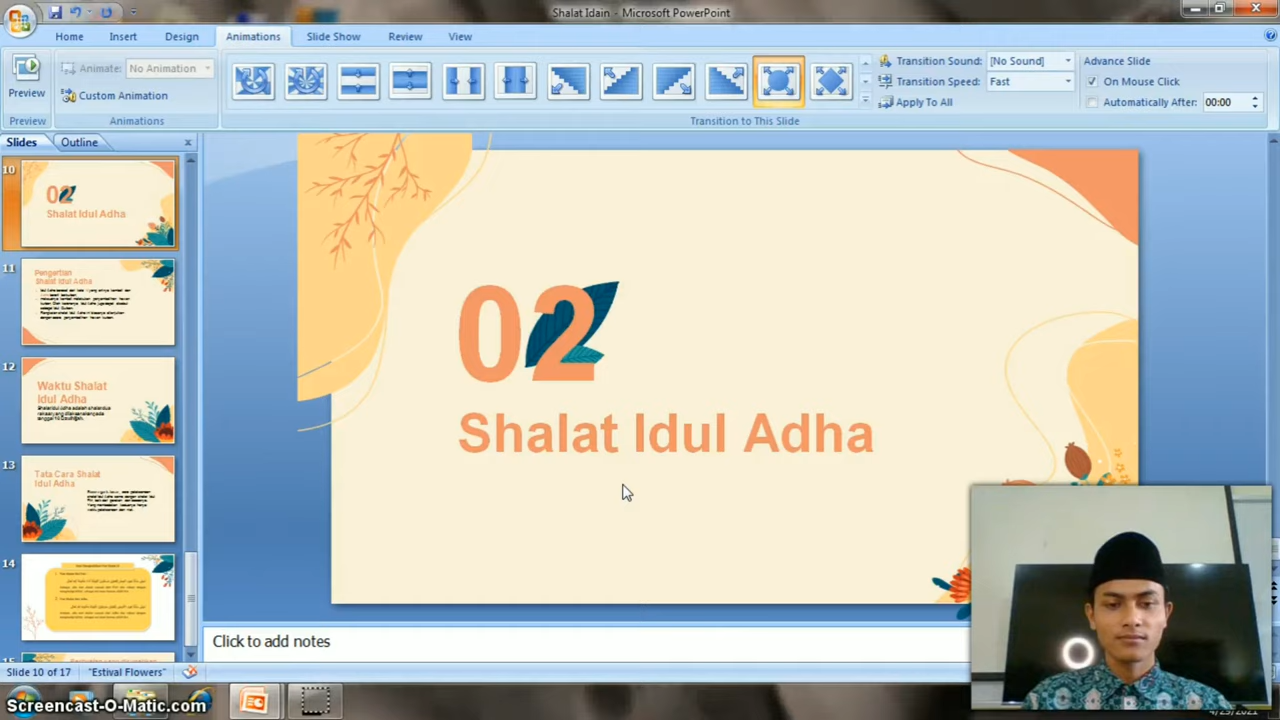 Shalat Idain - Microsoft PowerPoint
Home Insert Design Animations Slide Show Review View
Preview
Animate: No Animation
Custom Animation
Transition Sound: [No Sound]
Transition Speed: Fast
Apply To All
Advance Slide
On Mouse Click
Automatically After: 00:00
Preview Animations Transition to This Slide
Slides Outline
10
02
Shalat Idul Adha
11
Pengertian
Shalat Idul Adha
12
Waktu Shalat
Idul Adha
13
Tata Cara Shalat
Idul Adha
14
15
02
Shalat Idul Adha
Click to add notes
Slide 10 of 17 "Estival Flowers"
Screencast-O-Matic.com
4/29/2021